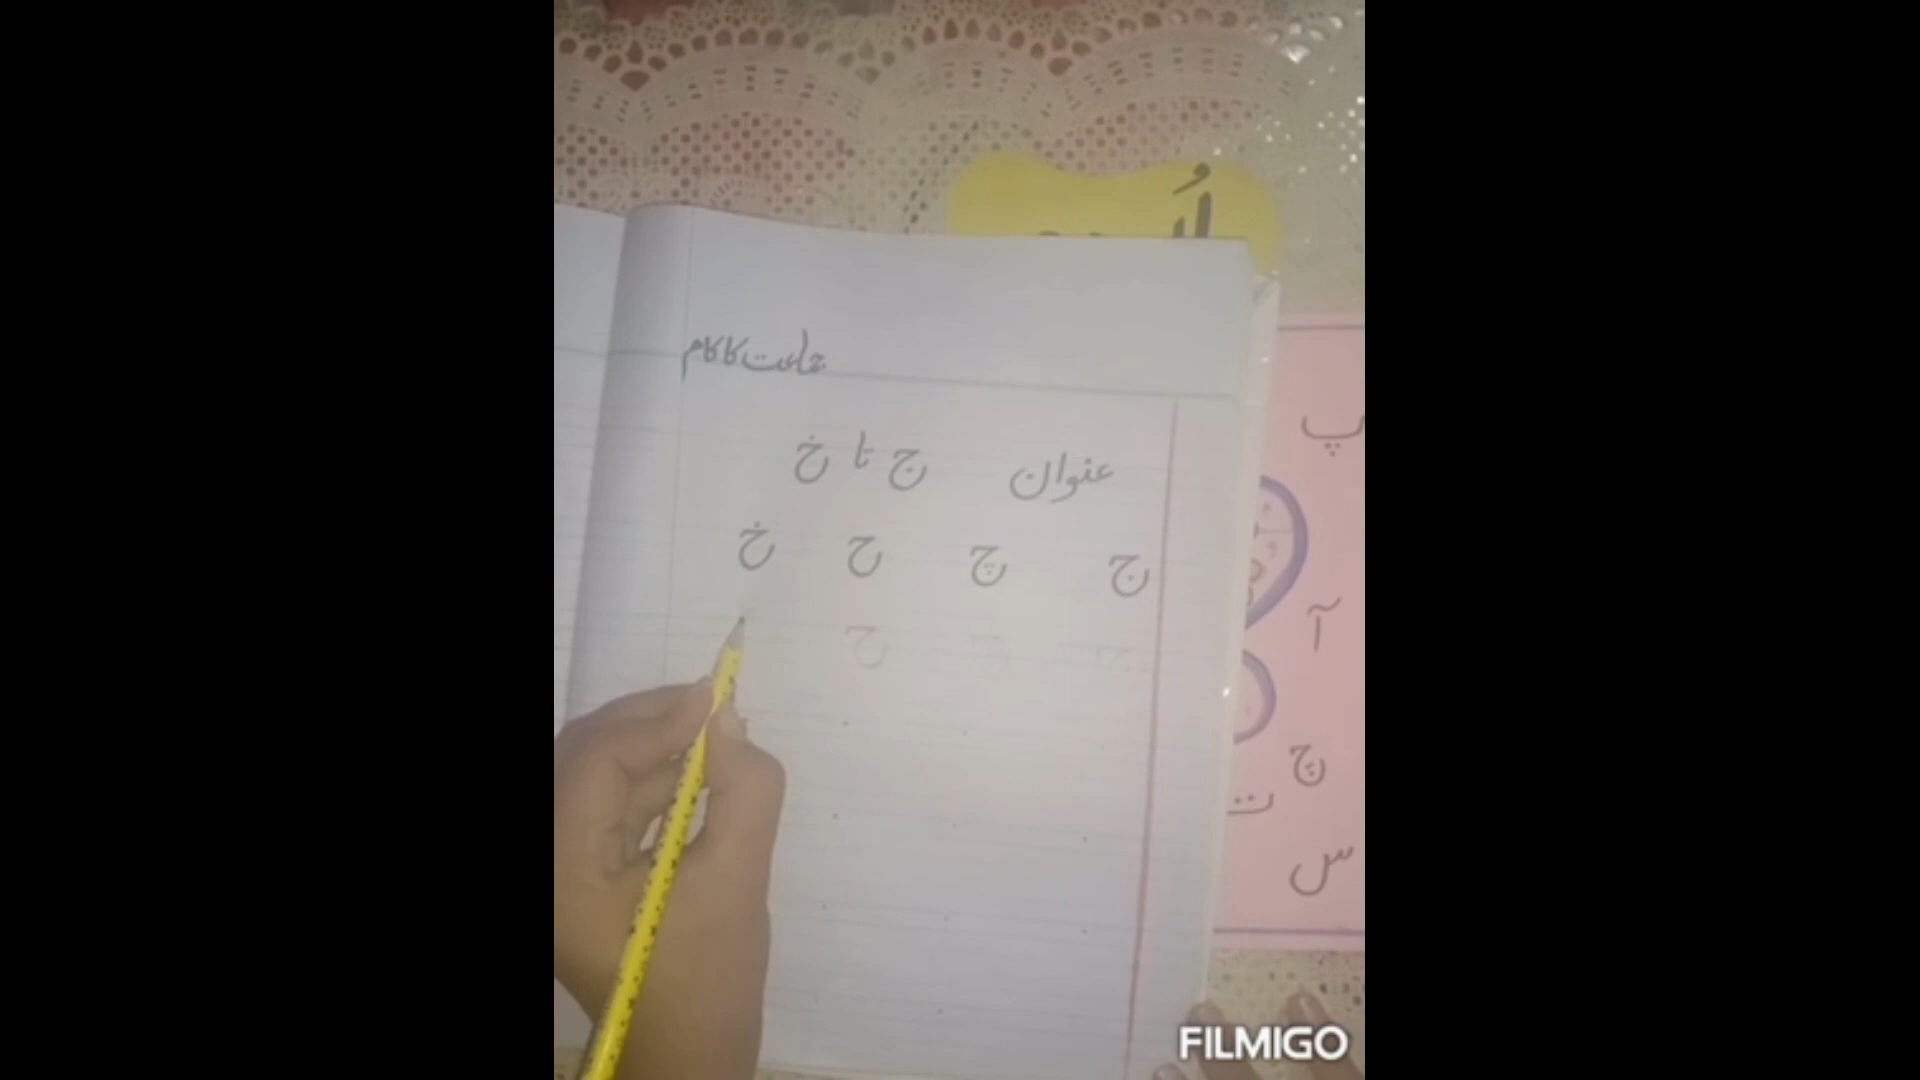 جماعت کا کام
عنوان ج تا خ
ج چ ح خ
ح
پ
آ
چ
ت
س
FILMIGO